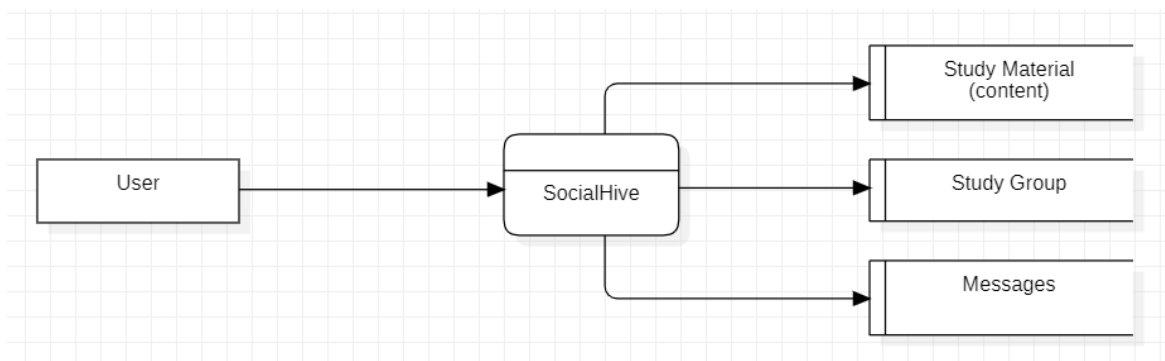 User
SocialHive
Study Material
(content)
Study Group
Messages